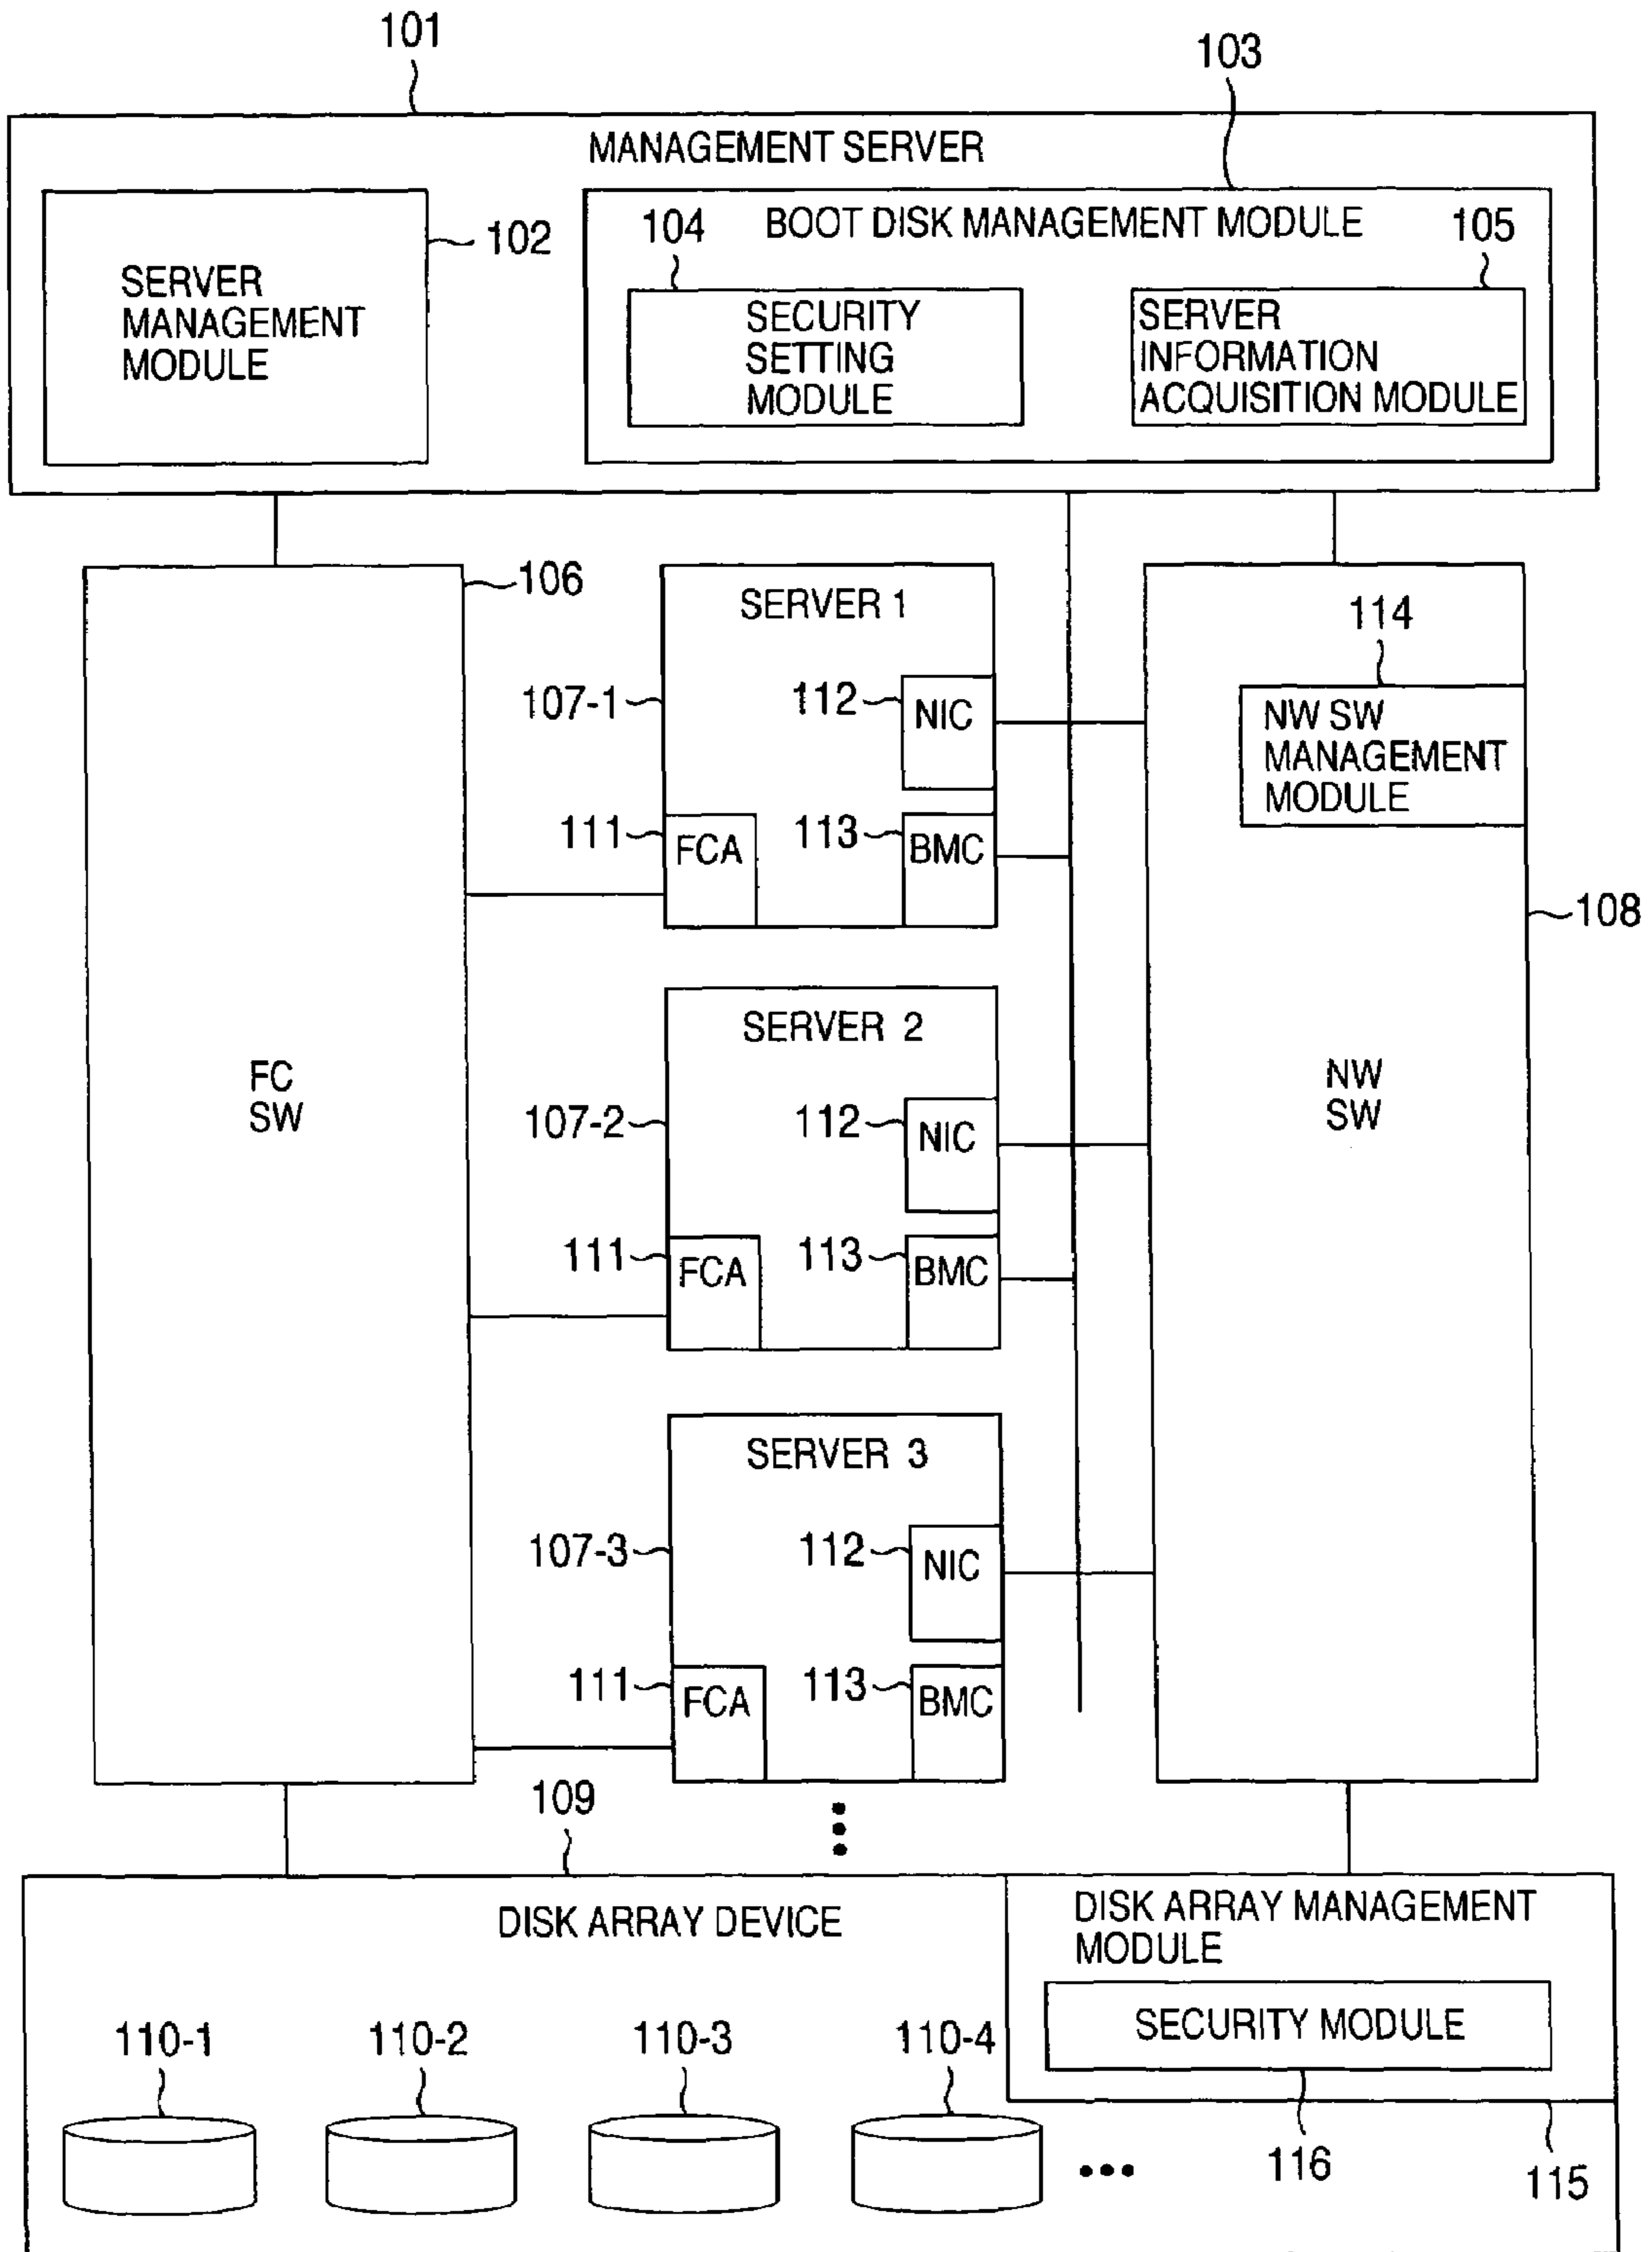 101
103
MANAGEMENT SERVER
102
SERVER
MANAGEMENT
MODULE
104
BOOT DISK MANAGEMENT MODULE
105
SECURITY
SETTING
MODULE
SERVER
INFORMATION
ACQUISITION MODULE
106
SERVER 1
114
107-1
112
NIC
NW SW
MANAGEMENT
MODULE
111
FCA
113
BMC
108
SERVER 2
FC
SW
NW
SW
107-2
112
NIC
111
FCA
113
BMC
SERVER 3
107-3
112
NIC
111
FCA
113
BMC
109
DISK ARRAY DEVICE
DISK ARRAY MANAGEMENT
MODULE
SECURITY MODULE
110-1
110-2
110-3
110-4
116
115